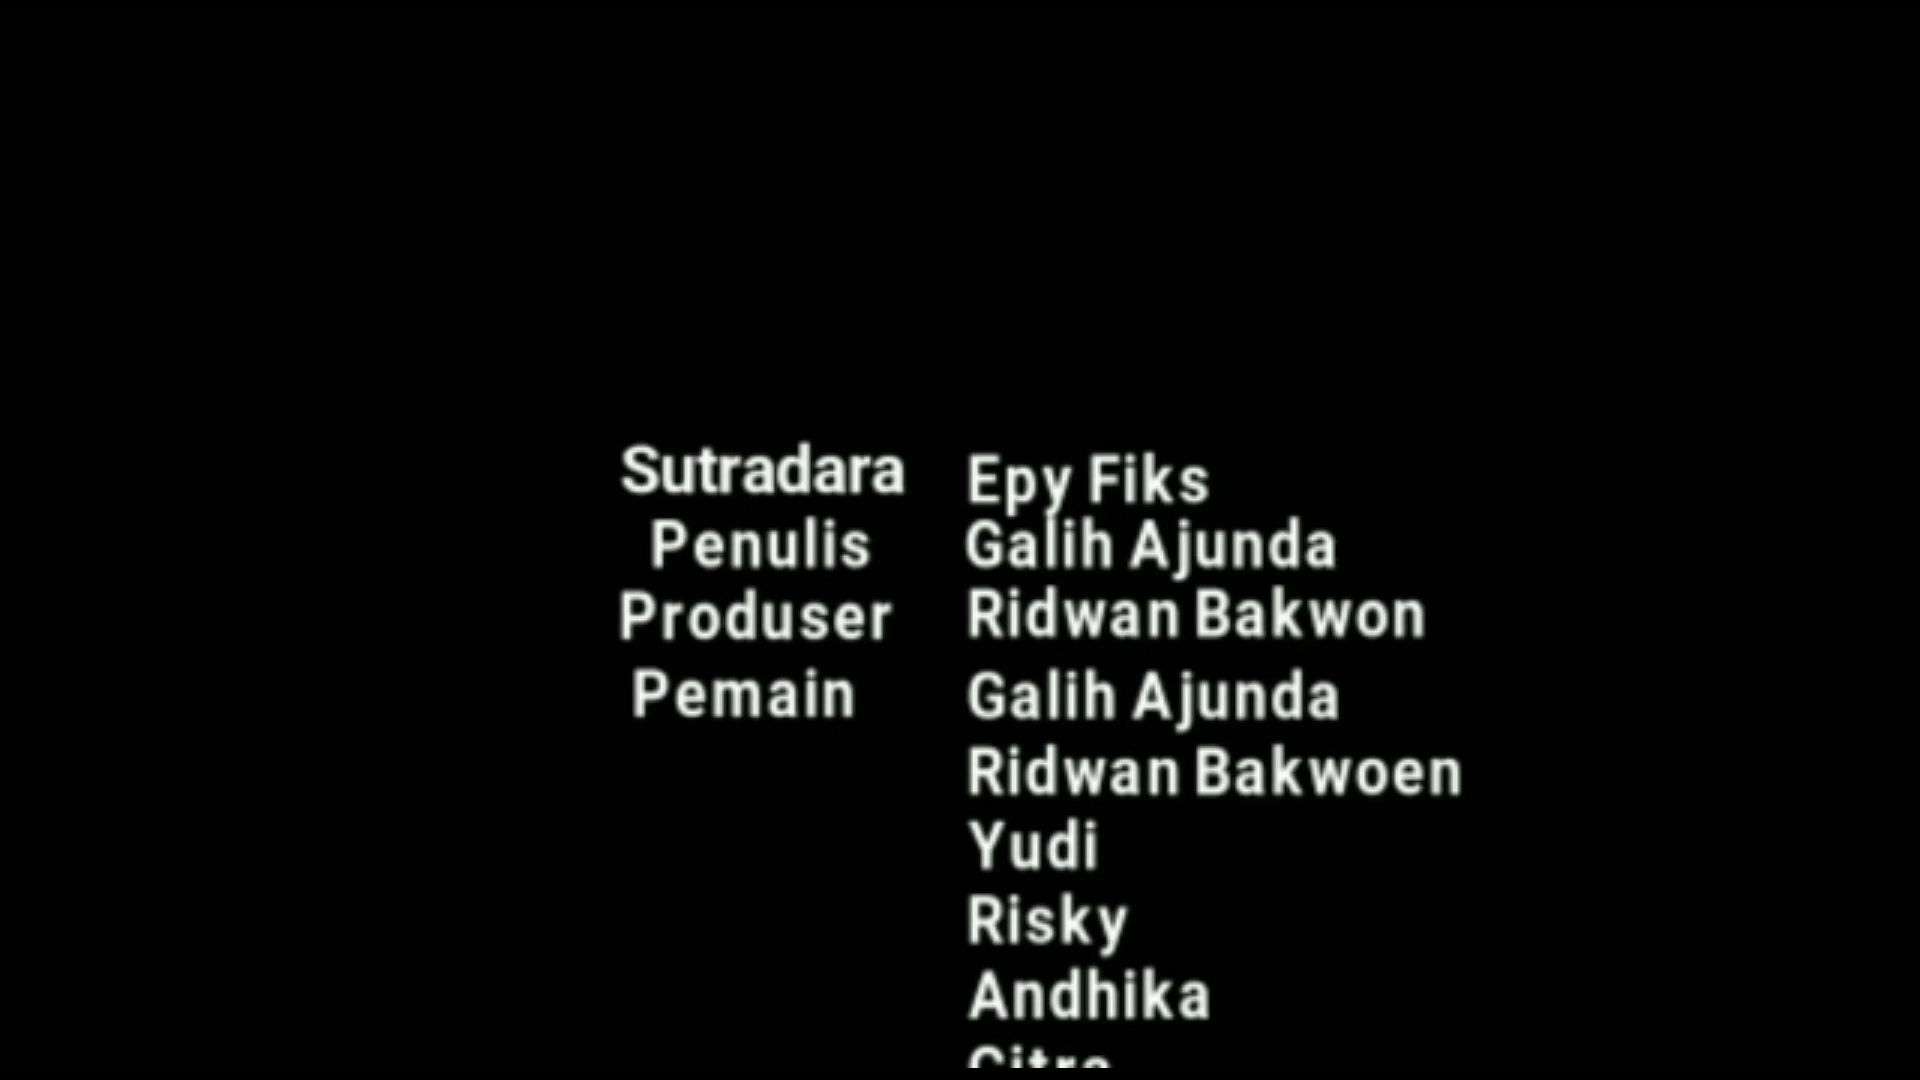 Sutradara Epy Fiks
Penulis Galih Ajunda
Produser Ridwan Bakwon
Pemain Galih Ajunda
Ridwan Bakwoen
Yudi
Risky
Andhika